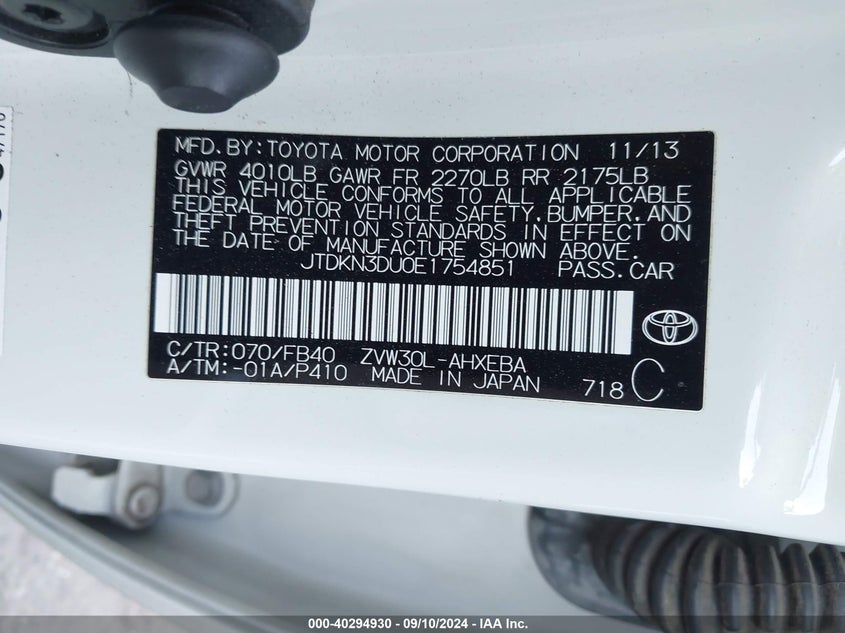 MFD.BY:TOYOTA MOTOR CORPORATION 11/13
GVWR 4010LB GAWR FR 2270LB RR 2175LB
THIS VEHICLE CONFORMS TO ALL APPLICABLE
FEDERAL MOTOR VEHICLE SAFETY,BUMPER,AND
THEFT PREVENTION STANDARDS IN EFFECT ON
THE DATE OF MANUFACTURE SHOWN ABOVE.
JTDKN3DU0E1754851 PASS.CAR
C/TR:070/FB40 ZVW30L-AHXEBA
A/TM:-01A/P410 MADE IN JAPAN 718 C
000-40294930 - 09/10/2024 - IAA Inc.